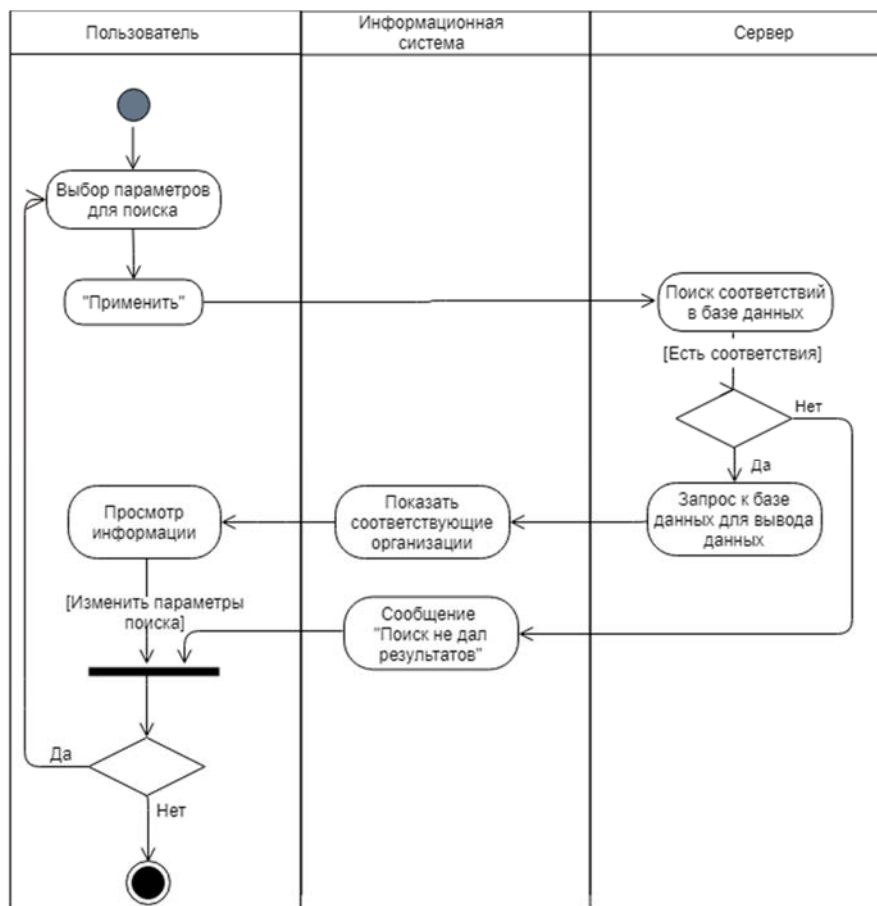 Пользователь
Информационная
система
Сервер
Выбор параметров
для поиска
"Применить"
Поиск соответствий
в базе данных
[Есть соответствия]
Нет
Да
Просмотр
информации
Показать
соответствующие
организации
Запрос к базе
данных для вывода
данных
[Изменить параметры
поиска]
Сообщение
"Поиск не дал
результатов"
Да
Нет